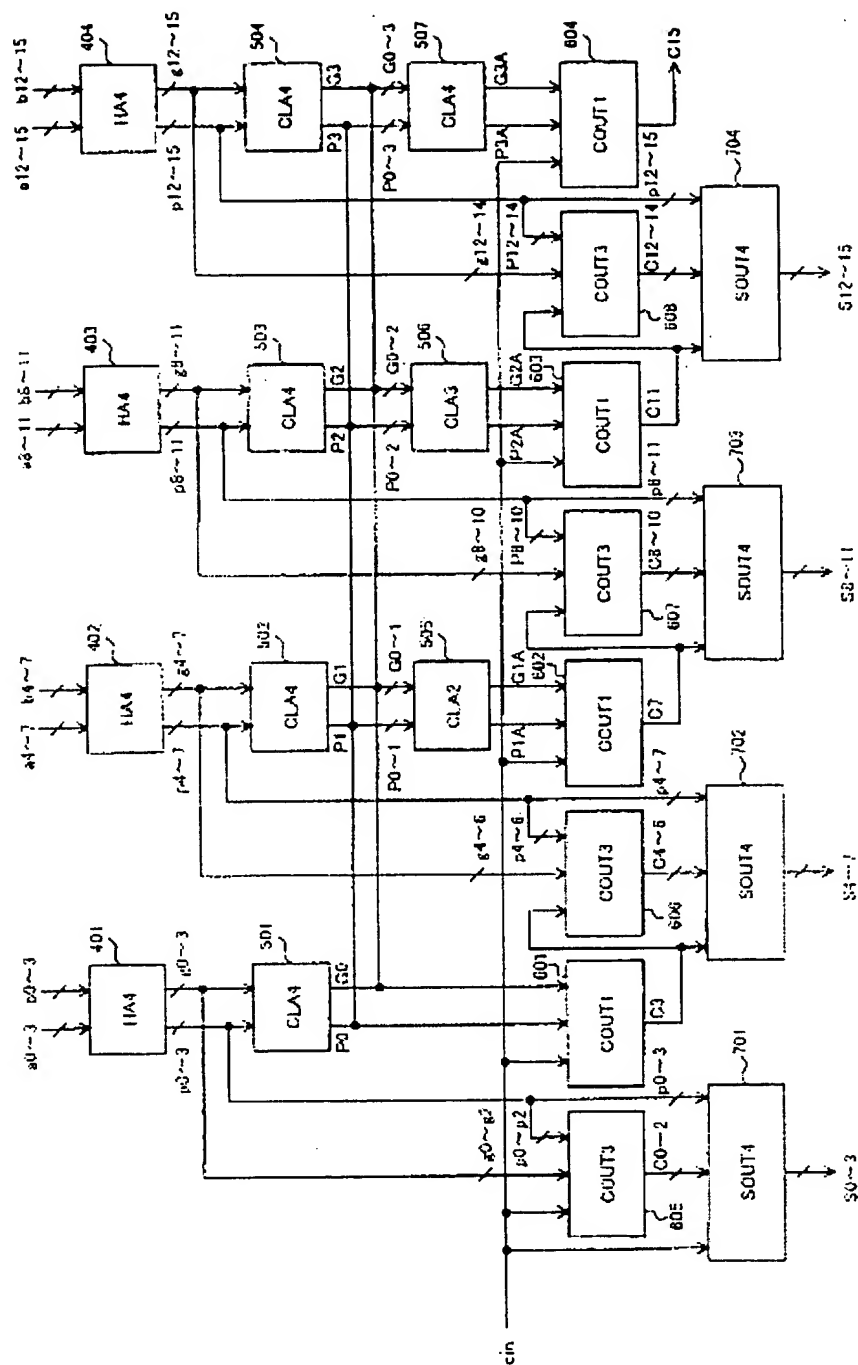 a0~3
b0~3
a4~7
b4~7
a8~11
b8~11
a12~15
b12~15
401
402
403
404
HA4
HA4
HA4
HA4
p0~3
g0~3
p4~7
g4~7
p8~11
g8~11
p12~15
g12~15
501
502
503
504
CLA4
CLA4
CLA4
CLA4
P0
G0
P1
G1
P2
G2
P3
G3
P0~1
G0~1
P0~2
G0~2
P0~3
G0~3
505
506
507
CLA2
CLA3
CLA4
g0~g2
p0~p2
g4~6
p4~6
P1A
G1A
g8~10
P8~10
P2A
G2A
g12~14
P12~14
P3A
G3A
cin
601
602
603
604
COUT3
COUT1
COUT3
COUT1
COUT3
COUT1
COUT3
COUT1
605
606
607
608
C0~2
p0~3
C3
C4~6
p4~7
C7
C8~10
p8~11
C11
C12~14
p12~15
C15
701
702
703
704
SOUT4
SOUT4
SOUT4
SOUT4
S0~3
S4~7
S8~11
S12~15